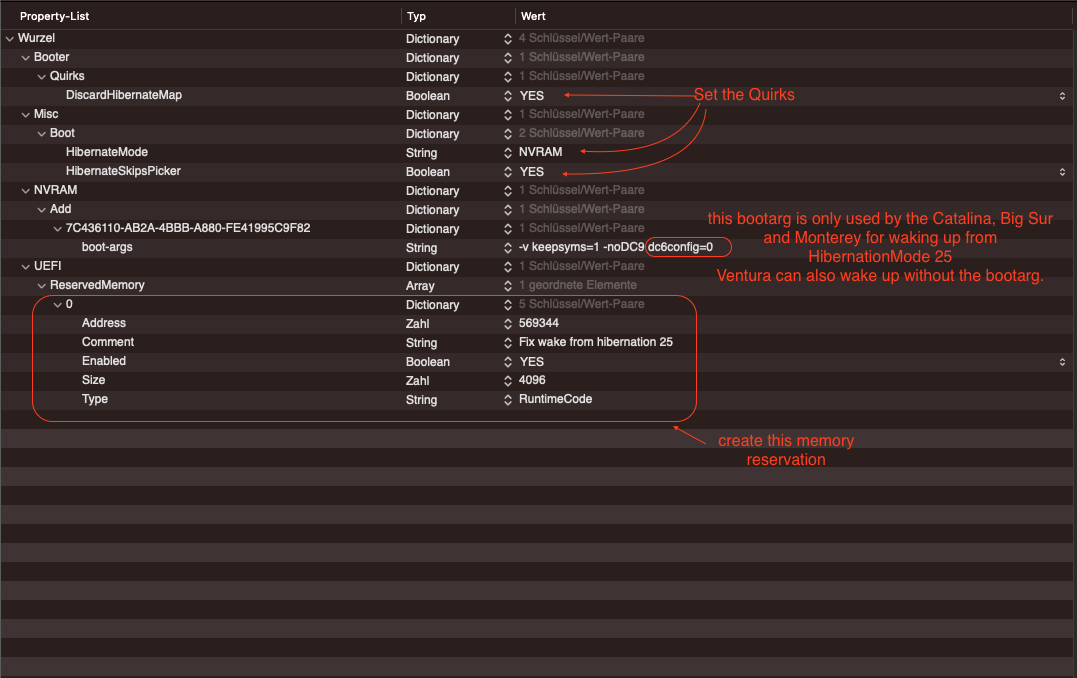 Property-List Typ Wert
Wurzel Dictionary 4 Schlüssel/Wert-Paare
Booter Dictionary 1 Schlüssel/Wert-Paare
Quirks Dictionary 1 Schlüssel/Wert-Paare
DiscardHibernateMap Boolean YES Set the Quirks
Misc Dictionary 1 Schlüssel/Wert-Paare
Boot Dictionary 2 Schlüssel/Wert-Paare
HibernateMode String NVRAM
HibernateSkipsPicker Boolean YES
NVRAM Dictionary 1 Schlüssel/Wert-Paare
Add Dictionary 1 Schlüssel/Wert-Paare
7C436110-AB2A-4BBB-A880-FE41995C9F82 Dictionary 1 Schlüssel/Wert-Paare
boot-args String -v keepsyms=1 -noDC9 dc6config=0
this bootarg is only used by the Catalina, Big Sur
and Monterey for waking up from
HibernationMode 25
Ventura can also wake up without the bootarg.
UEFI Dictionary 1 Schlüssel/Wert-Paare
ReservedMemory Array 1 geordnete Elemente
0 Dictionary 5 Schlüssel/Wert-Paare
Address Zahl 569344
Comment String Fix wake from hibernation 25
Enabled Boolean YES
Size Zahl 4096
Type String RuntimeCode
create this memory
reservation